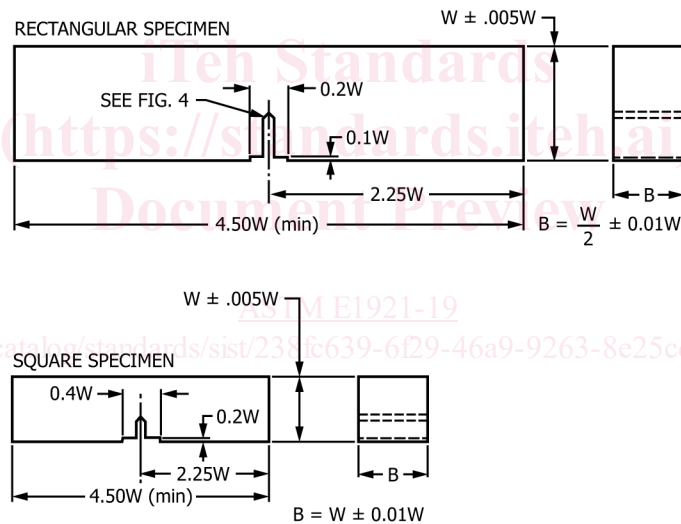 W ± .005W
RECTANGULAR SPECIMEN
iTeh Standards
SEE FIG. 4
0.2W
(https://standards.iteh.ai
0.1W
2.25W
B
Document Preview
4.50W (min)
B = W/2 ± 0.01W
W ± .005W
ASTM E1921-19
catalog/standards/sist/238fc639-6f29-46a9-9263-8e25c
SQUARE SPECIMEN
0.4W
0.2W
2.25W
B
4.50W (min)
B = W ± 0.01W